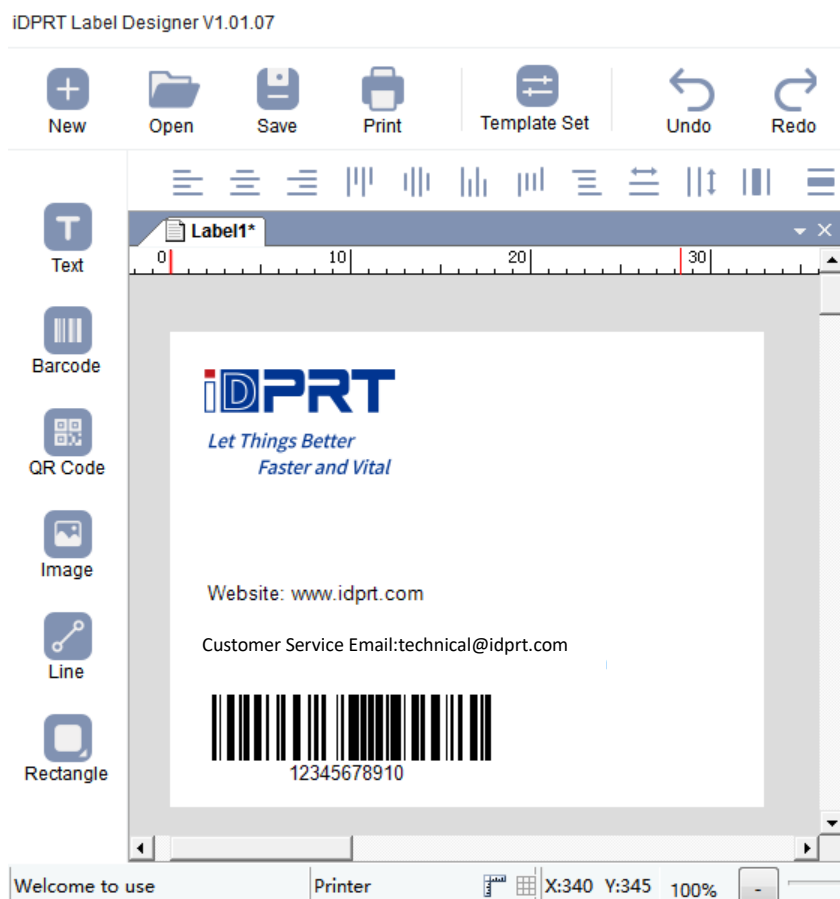 iDPRT Label Designer V1.01.07
New Open Save Print Template Set Undo Redo
Label1*
0 10 20 30
Text
Barcode
QR Code
Image
Line
Rectangle
iDPRT
Let Things Better
Faster and Vital
Website: www.idprt.com
Customer Service Email:technical@idprt.com
12345678910
Welcome to use Printer X:340 Y:345 100% -